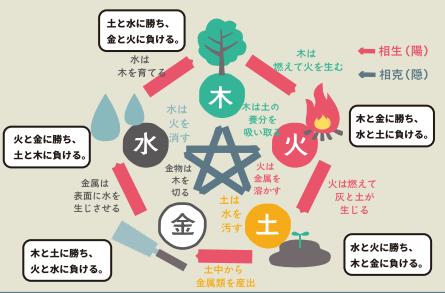 土と水に勝ち、
金と火に負ける。
水は
木を育てる
木は
燃えて火を生む
相生（陽）
相克（陰）
木
水は
火を
消す
木は土の
養分を
吸い取る
水
火
木と金に勝ち、
水と土に負ける。
火と金に勝ち、
土と木に負ける。
金物は
木を
切る
火は
金属を
溶かす
金属は
表面に水を
生じさせる
火は燃えて
灰と土が
生じる
土は
水を
汚す
金
土
木と土に勝ち、
火と水に負ける。
水と火に勝ち、
木と金に負ける。
土中から
金属類を産出